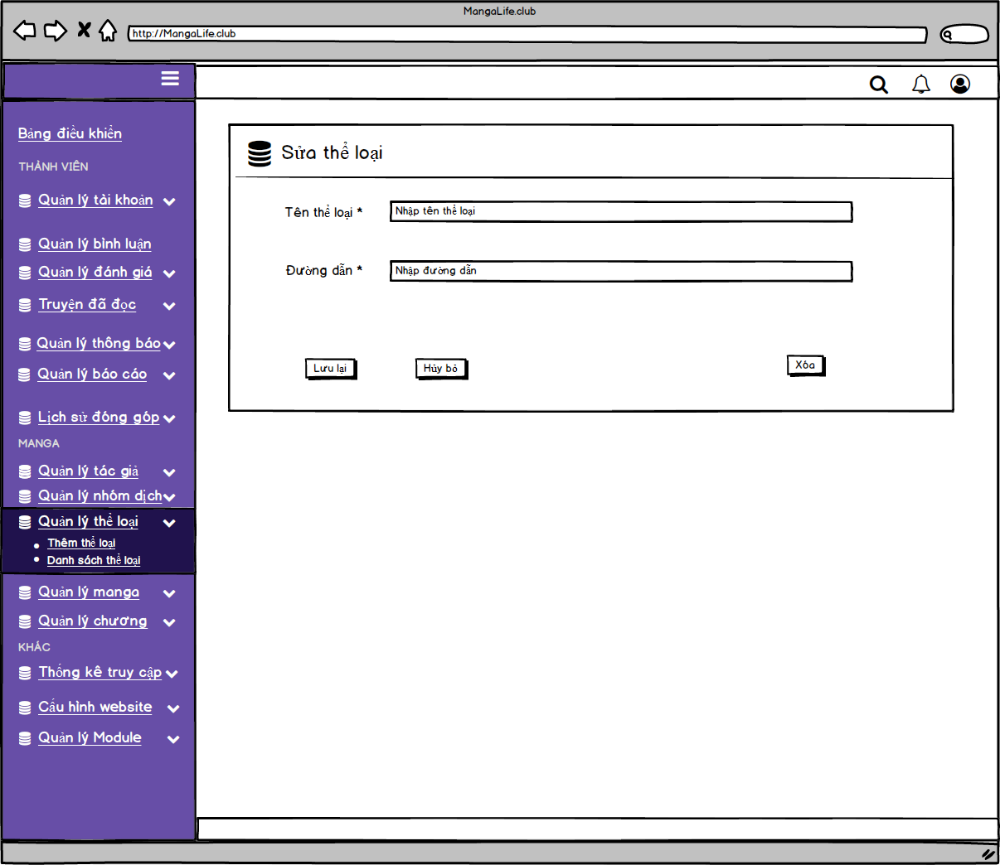 MangaLife.club
http://MangaLife.club
Bảng điều khiển
THÀNH VIÊN
Quản lý tài khoản
Quản lý bình luận
Quản lý đánh giá
Truyện đã đọc
Quản lý thông báo
Quản lý báo cáo
Lịch sử đóng góp
MANGA
Quản lý tác giả
Quản lý nhóm dịch
Quản lý thể loại
Thêm thể loại
Danh sách thể loại
Quản lý manga
Quản lý chương
KHÁC
Thống kê truy cập
Cấu hình website
Quản lý Module
Sửa thể loại
Tên thể loại *
Nhập tên thể loại
Đường dẫn *
Nhập đường dẫn
Lưu lại
Hủy bỏ
Xóa